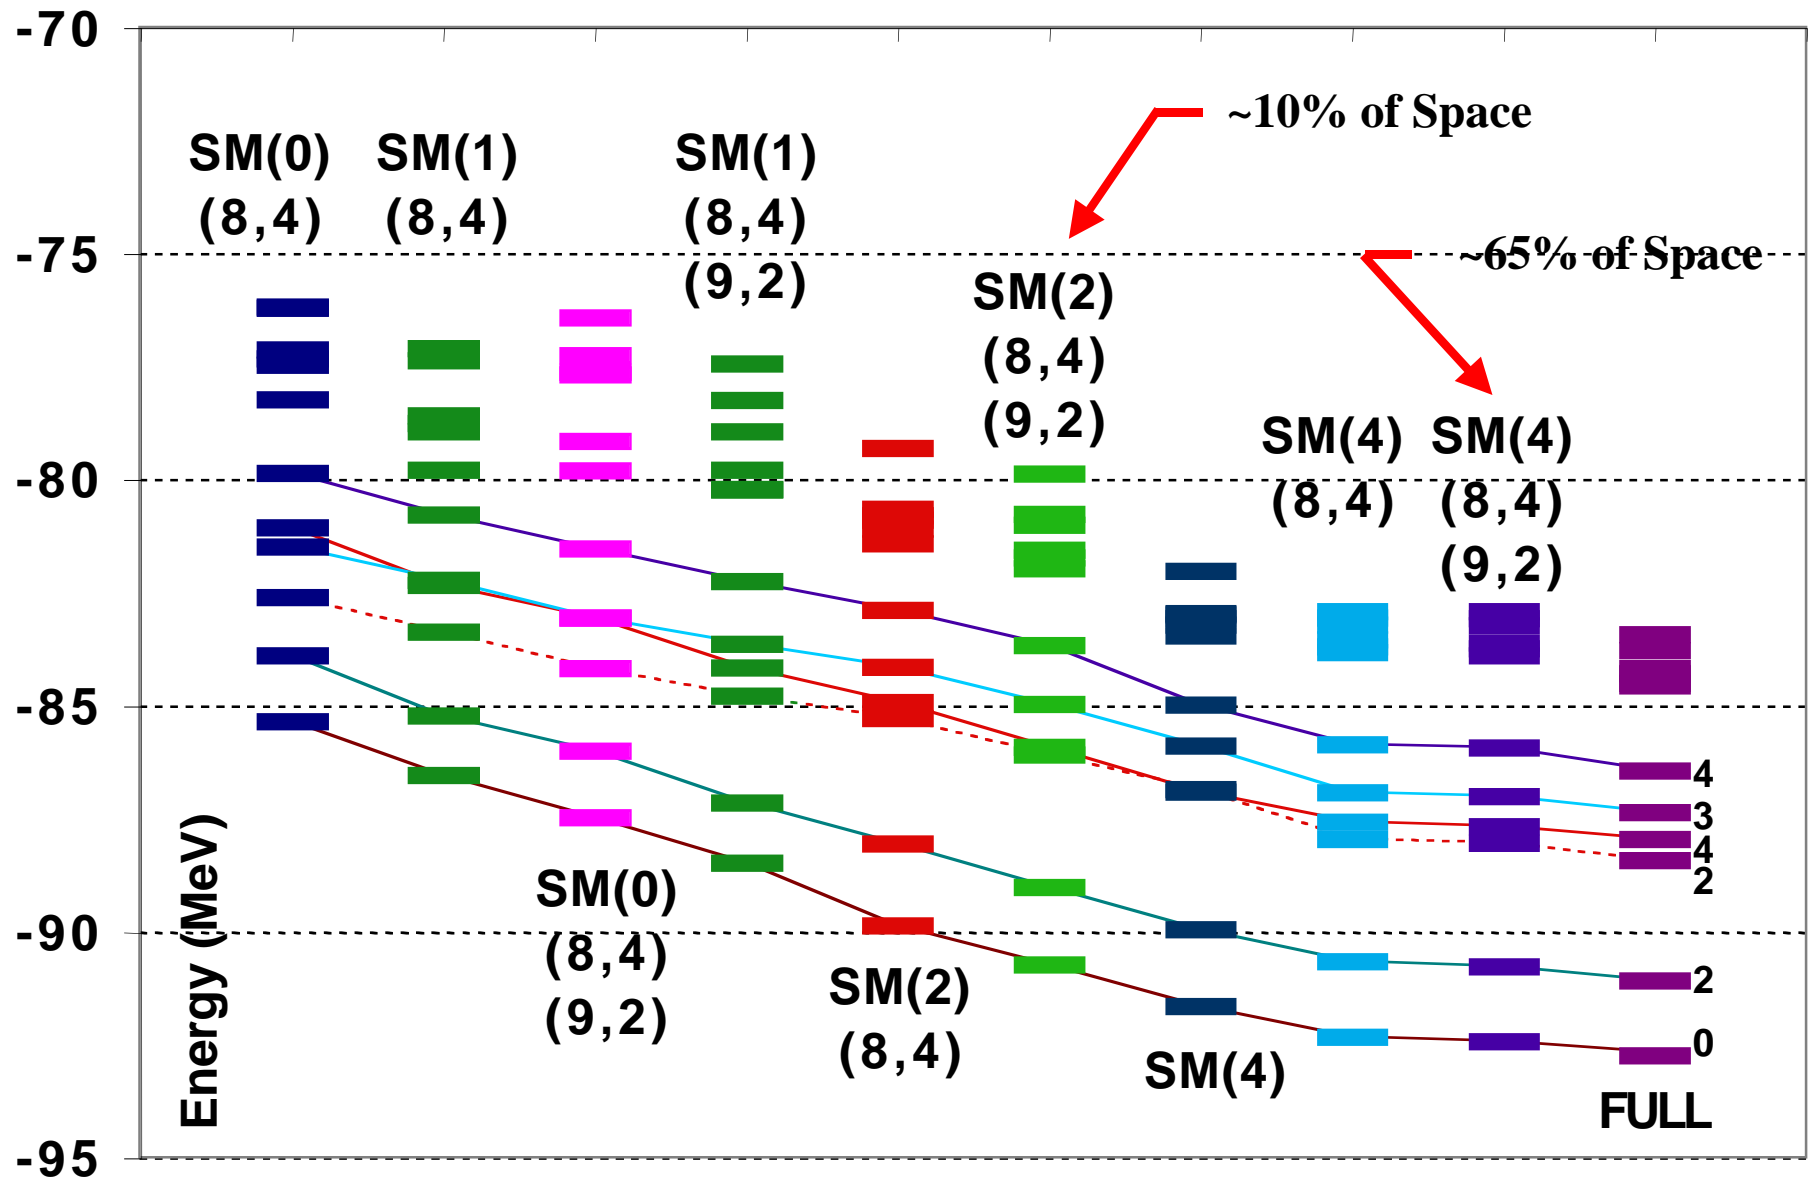 -70
-75
-80
-85
-90
-95
Energy (MeV)
SM(0)
(8,4)
SM(1)
(8,4)
SM(0)
(8,4)
(9,2)
SM(1)
(8,4)
(9,2)
SM(2)
(8,4)
~10% of Space
SM(2)
(8,4)
(9,2)
SM(4)
SM(4)
(8,4)
~65% of Space
SM(4)
(8,4)
(9,2)
4
3
4
2
2
0
FULL